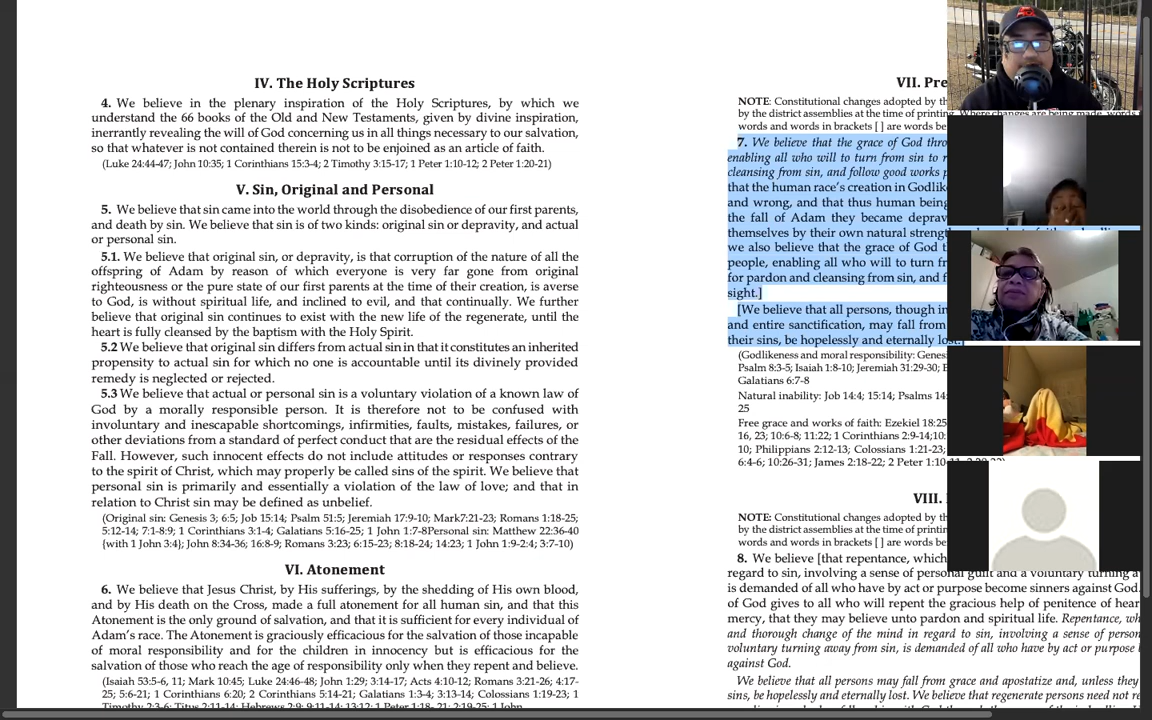 IV. The Holy Scriptures
4. We believe in the plenary inspiration of the Holy Scriptures, by which we
understand the 66 books of the Old and New Testaments, given by divine inspiration,
inerrantly revealing the will of God concerning us in all things necessary to our salvation,
so that whatever is not contained therein is not to be enjoined as an article of faith.
(Luke 24:44-47; John 10:35; 1 Corinthians 15:3-4; 2 Timothy 3:15-17; 1 Peter 1:10-12; 2 Peter 1:20-21)
V. Sin, Original and Personal
5. We believe that sin came into the world through the disobedience of our first parents,
and death by sin. We believe that sin is of two kinds: original sin or depravity, and actual
or personal sin.
5.1. We believe that original sin, or depravity, is that corruption of the nature of all the
offspring of Adam by reason of which everyone is very far gone from original
righteousness or the pure state of our first parents at the time of their creation, is averse
to God, is without spiritual life, and inclined to evil, and that continually. We further
believe that original sin continues to exist with the new life of the regenerate, until the
heart is fully cleansed by the baptism with the Holy Spirit.
5.2 We believe that original sin differs from actual sin in that it constitutes an inherited
propensity to actual sin for which no one is accountable until its divinely provided
remedy is neglected or rejected.
5.3 We believe that actual or personal sin is a voluntary violation of a known law of
God by a morally responsible person. It is therefore not to be confused with
involuntary and inescapable shortcomings, infirmities, faults, mistakes, failures, or
other deviations from a standard of perfect conduct that are the residual effects of the
Fall. However, such innocent effects do not include attitudes or responses contrary
to the spirit of Christ, which may properly be called sins of the spirit. We believe that
personal sin is primarily and essentially a violation of the law of love; and that in
relation to Christ sin may be defined as unbelief.
(Original sin: Genesis 3; 6:5; Job 15:14; Psalm 51:5; Jeremiah 17:9-10; Mark7:21-23; Romans 1:18-25;
5:12-14; 7:1-8:9; 1 Corinthians 3:1-4; Galatians 5:16-25; 1 John 1:7-8Personal sin: Matthew 22:36-40
{with 1 John 3:4}; John 8:34-36; 16:8-9; Romans 3:23; 6:15-23; 8:18-24; 14:23; 1 John 1:9-2:4; 3:7-10)
VI. Atonement
6. We believe that Jesus Christ, by His sufferings, by the shedding of His own blood,
and by His death on the Cross, made a full atonement for all human sin, and that this
Atonement is the only ground of salvation, and that it is sufficient for every individual of
Adam's race. The Atonement is graciously efficacious for the salvation of those incapable
of moral responsibility and for the children in innocency but is efficacious for the
salvation of those who reach the age of responsibility only when they repent and believe.
(Isaiah 53:5-6, 11; Mark 10:45; Luke 24:46-48; John 1:29; 3:14-17; Acts 4:10-12; Romans 3:21-26; 4:17-
25; 5:6-21; 1 Corinthians 6:20; 2 Corinthians 5:14-21; Galatians 1:3-4; 3:13-14; Colossians 1:19-23; 1
Timothy 2:3-6; Titus 2:11-14; Hebrews 2:9; 9:11-14; 13:12; 1 Peter 1:18- 21; 2:19-25; 1 John
VII. Pre
NOTE: Constitutional changes adopted by th
by the district assemblies at the time of printing. Where changes are being made, words
words and words in brackets [ ] are words be
7. We believe that the grace of God thro
enabling all who will to turn from sin to r
cleansing from sin, and follow good works p
that the human race's creation in Godlik
and wrong, and that thus human being
the fall of Adam they became deprav
themselves by their own natural strengt
we also believe that the grace of God t
people, enabling all who will to turn fr
for pardon and cleansing from sin, and f
sight.]
[We believe that all persons, though in
and entire sanctification, may fall from
their sins, be hopelessly and eternally lost.]
(Godlikeness and moral responsibility: Genes
Psalm 8:3-5; Isaiah 1:8-10; Jeremiah 31:29-30; E
Galatians 6:7-8
Natural inability: Job 14:4; 15:14; Psalms 14:
25
Free grace and works of faith: Ezekiel 18:25
16, 23; 10:6-8; 11:22; 1 Corinthians 2:9-14;10:
10; Philippians 2:12-13; Colossians 1:21-23;
6:4-6; 10:26-31; James 2:18-22; 2 Peter 1:10-
VIII.
NOTE: Constitutional changes adopted by th
by the district assemblies at the time of printing
words and words in brackets [ ] are words be
8. We believe [that repentance, which
regard to sin, involving a sense of personal guilt and a voluntary turning a
is demanded of all who have by act or purpose become sinners against God.
of God gives to all who will repent the gracious help of penitence of hear
mercy, that they may believe unto pardon and spiritual life. Repentance, wh
and thorough change of the mind in regard to sin, involving a sense of person
voluntary turning away from sin, is demanded of all who have by act or purpose
against God.
We believe that all persons may fall from grace and apostatize and, unless they
sins, be hopelessly and eternally lost. We believe that regenerate persons need not re